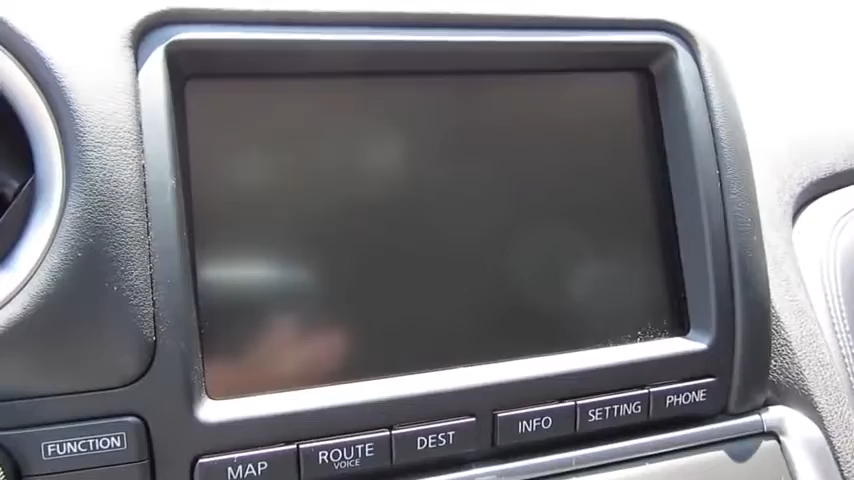 FUNCTION
MAP
ROUTE
VOICE
DEST
INFO
SETTING
PHONE